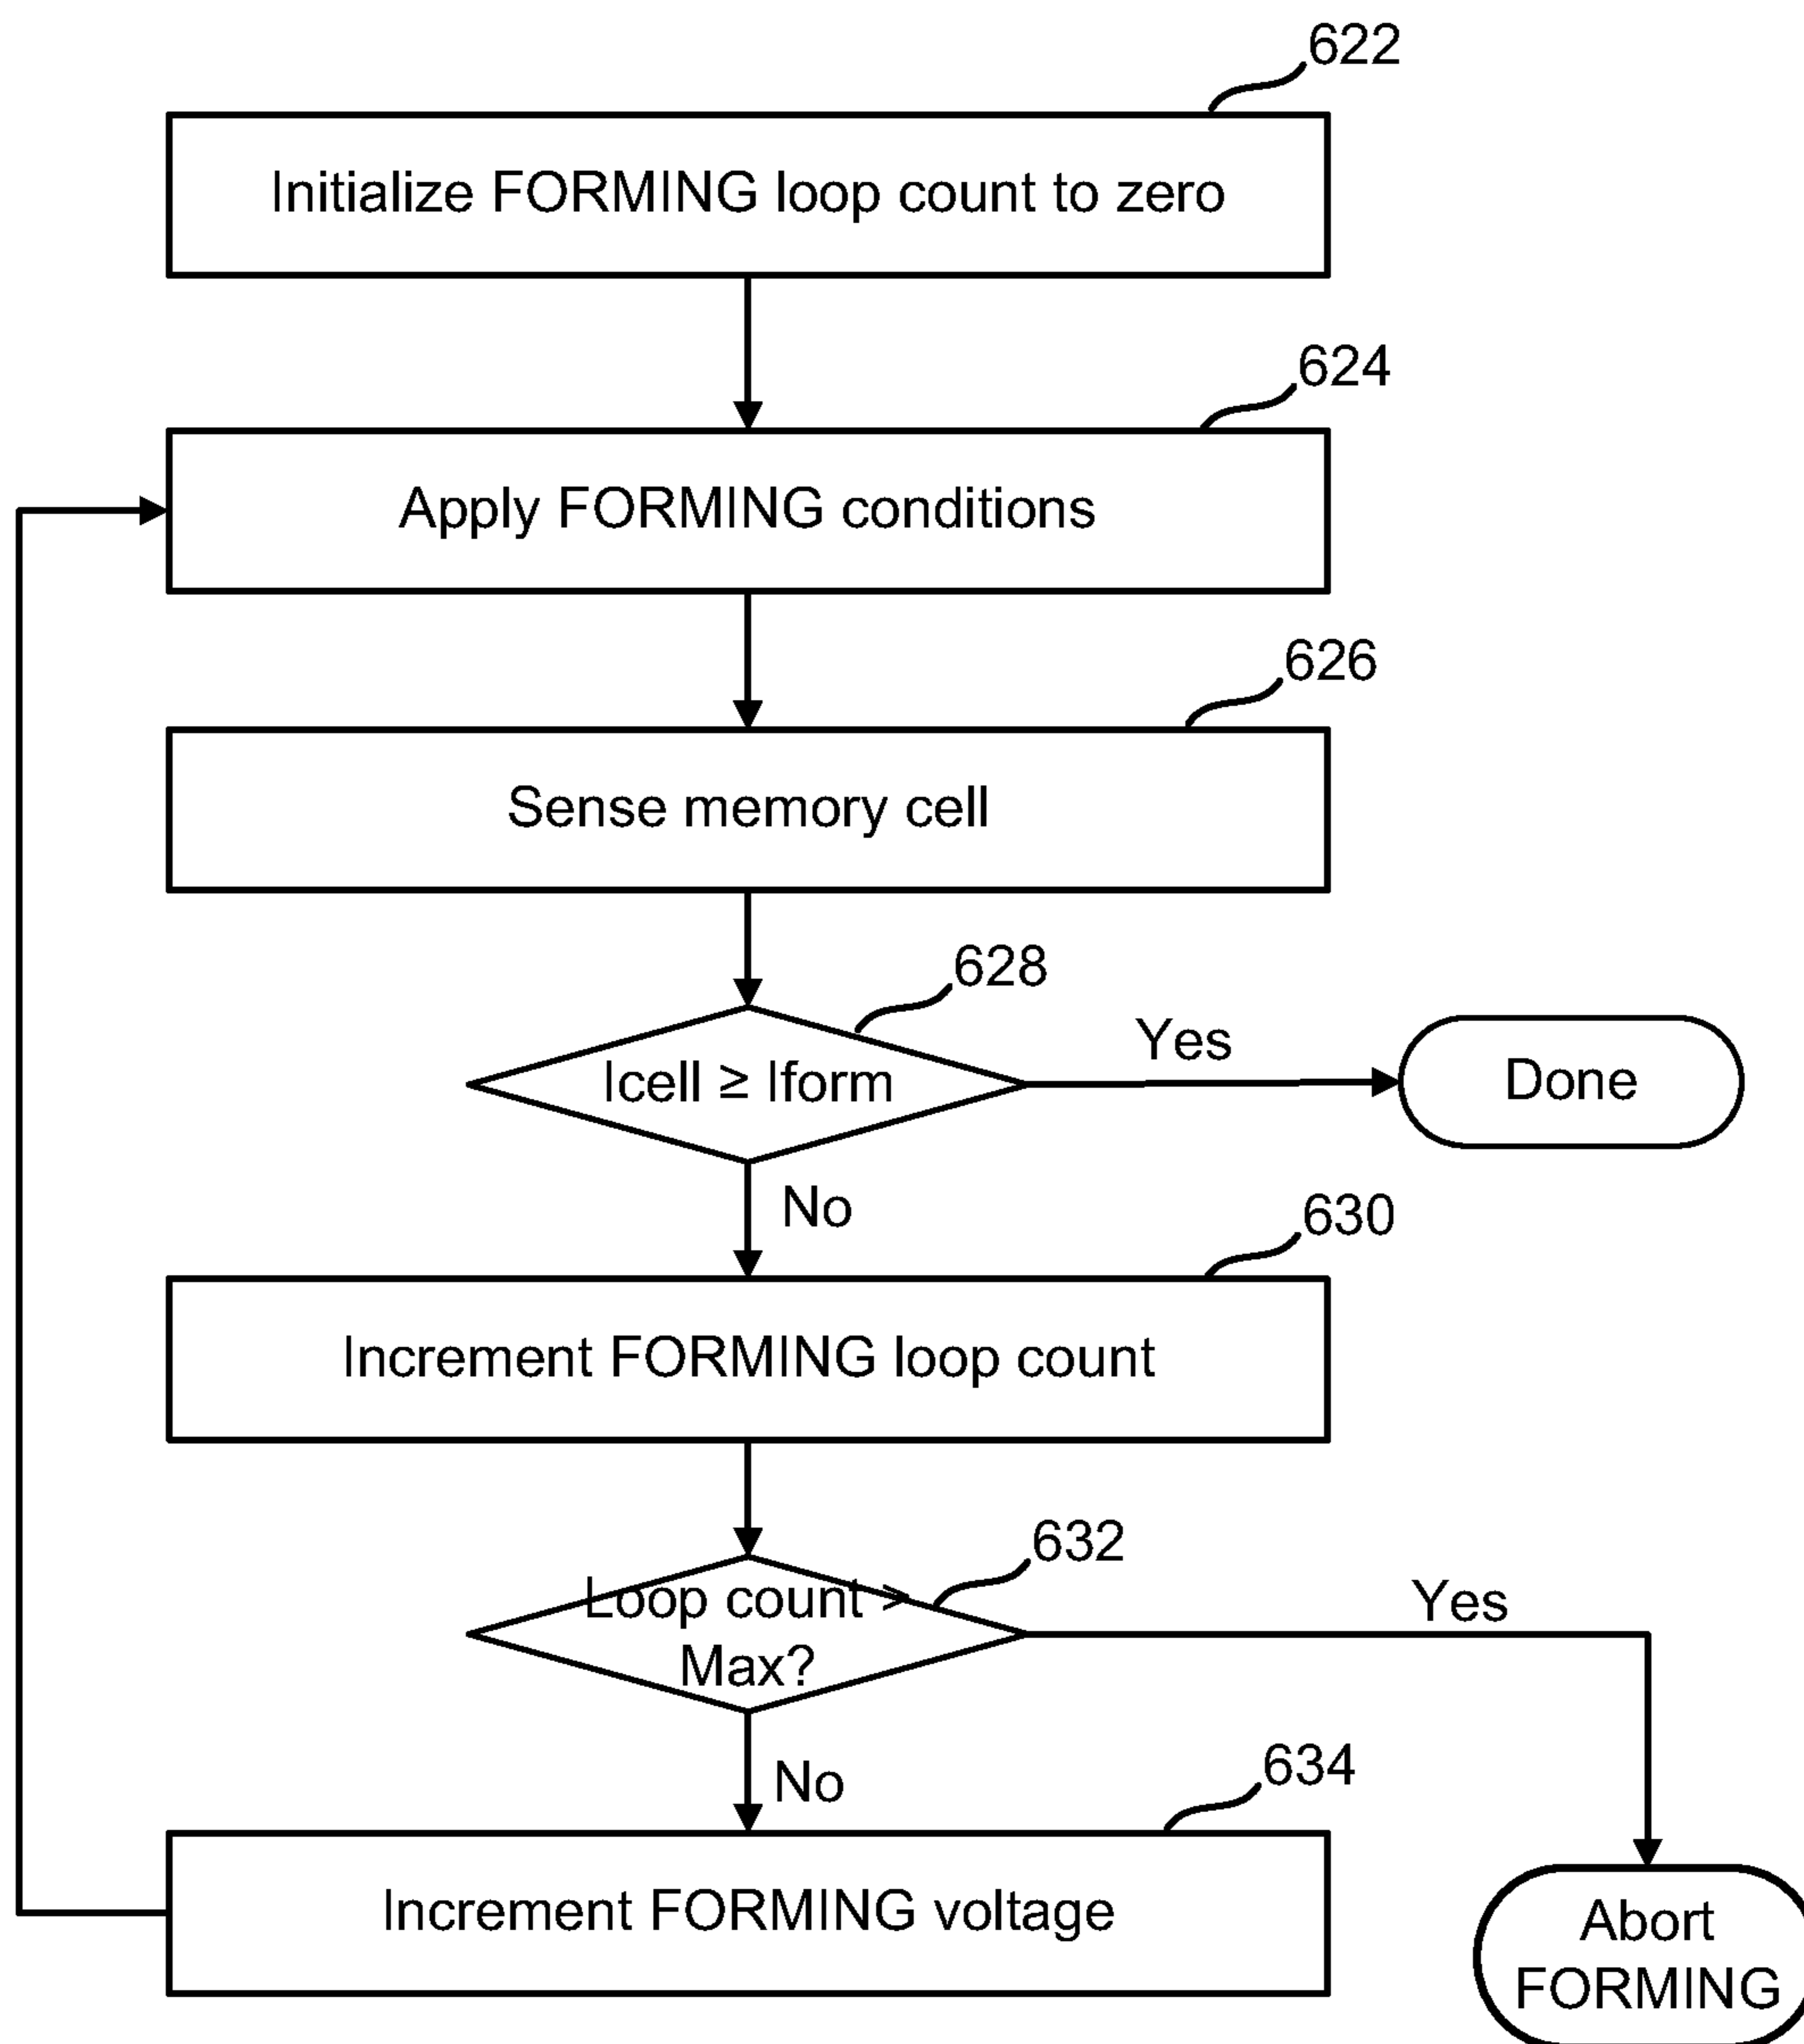 622
Initialize FORMING loop count to zero
624
Apply FORMING conditions
626
Sense memory cell
628
Icell ≥ Iform
Yes
Done
No
630
Increment FORMING loop count
632
Loop count >
Max?
Yes
No
634
Increment FORMING voltage
Abort
FORMING